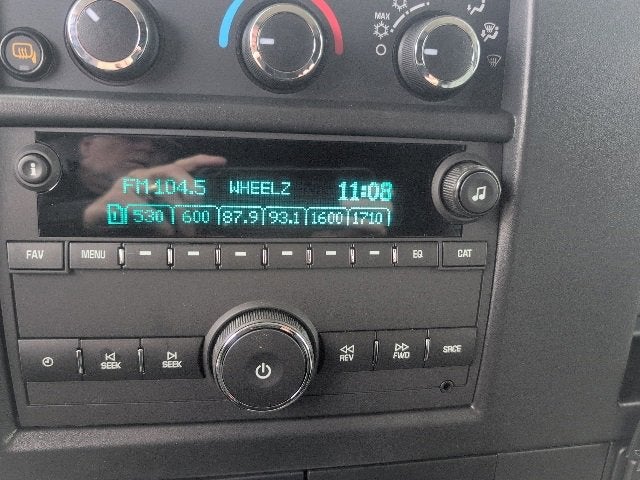 MAX
FM 104.5 WHEELZ 11:08
1 530 600 87.9 93.1 1600 1710
FAV MENU EQ CAT
SEEK SEEK REV FWD SRCE